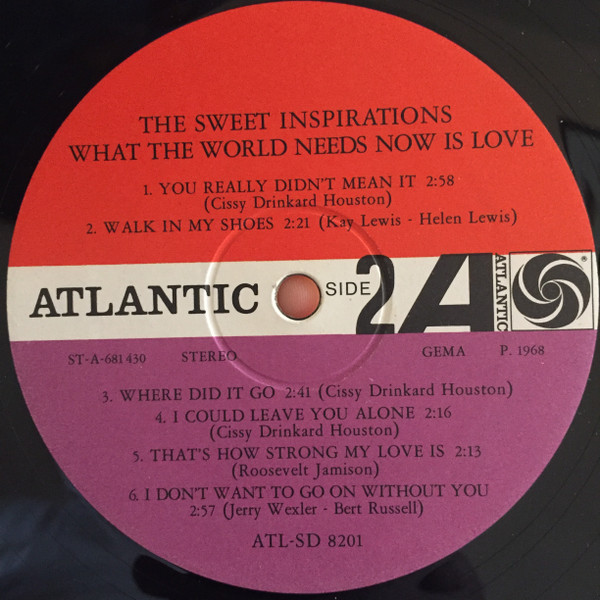 THE SWEET INSPIRATIONS
WHAT THE WORLD NEEDS NOW IS LOVE
1. YOU REALLY DIDN'T MEAN IT 2:58
(Cissy Drinkard Houston)
2. WALK IN MY SHOES 2:21 (Kay Lewis - Helen Lewis)
ATLANTIC SIDE 2 A ATLANTIC ®
ST-A-681 430 STEREO GEMA P. 1968
3. WHERE DID IT GO 2:41 (Cissy Drinkard Houston)
4. I COULD LEAVE YOU ALONE 2:16
(Cissy Drinkard Houston)
5. THAT'S HOW STRONG MY LOVE IS 2:13
(Roosevelt Jamison)
6. I DON'T WANT TO GO ON WITHOUT YOU
2:57 (Jerry Wexler - Bert Russell)
ATL-SD 8201